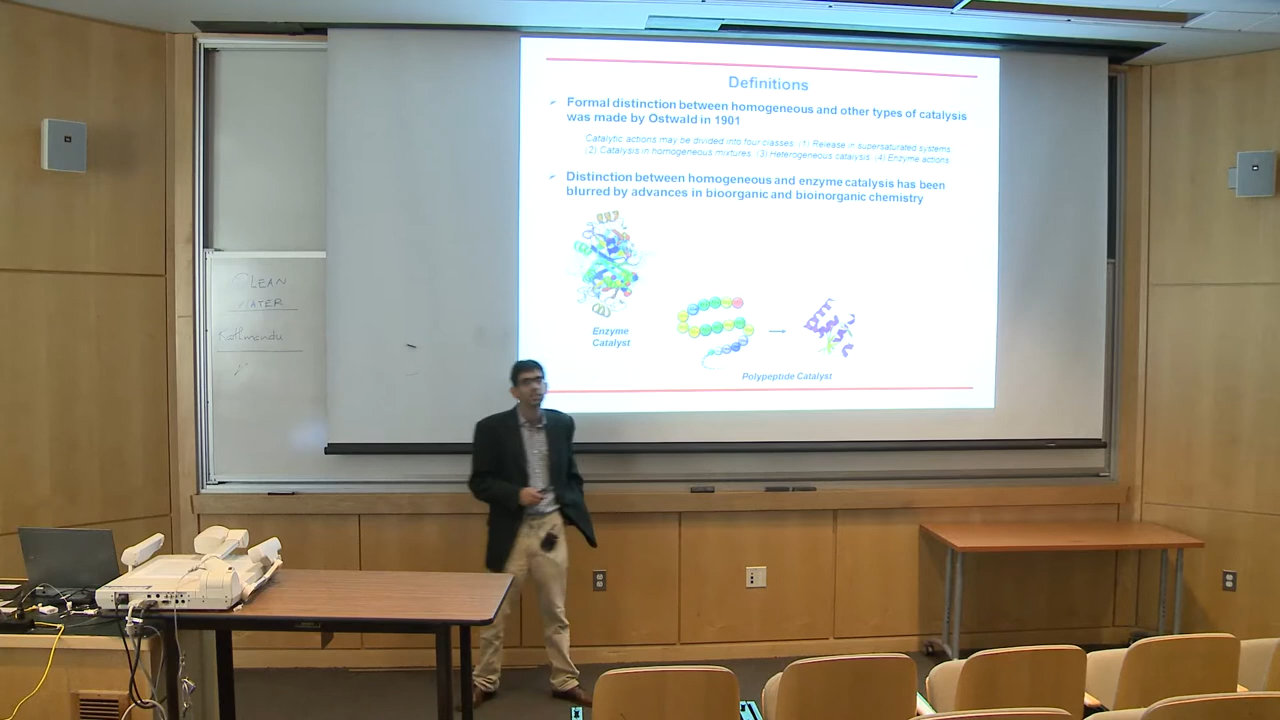 Definitions
Formal distinction between homogeneous and other types of catalysis
was made by Ostwald in 1901
Catalytic actions may be divided into four classes: (1) Release in supersaturated systems
(2) Catalysis in homogeneous mixtures (3) Heterogeneous catalysis (4) Enzyme actions
Distinction between homogeneous and enzyme catalysis has been
blurred by advances in bioorganic and bioinorganic chemistry
Enzyme
Catalyst
Polypeptide Catalyst
CLEAN
WATER
Kathmandu